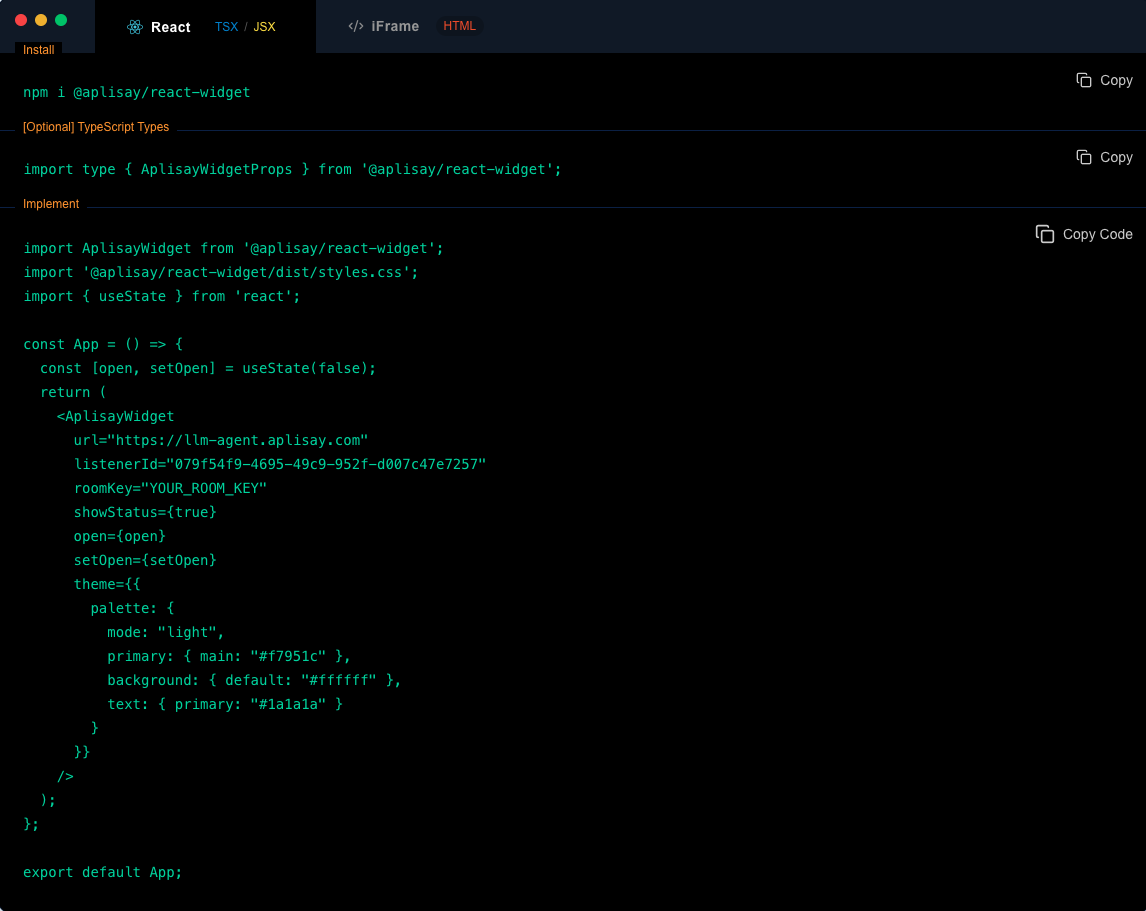 React TSX / JSX
</> iFrame HTML
Install
Copy
npm i @aplisay/react-widget
[Optional] TypeScript Types
Copy
import type { AplisayWidgetProps } from '@aplisay/react-widget';
Implement
Copy Code
import AplisayWidget from '@aplisay/react-widget';
import '@aplisay/react-widget/dist/styles.css';
import { useState } from 'react';

const App = () => {
  const [open, setOpen] = useState(false);
  return (
    <AplisayWidget
      url="https://llm-agent.aplisay.com"
      listenerId="079f54f9-4695-49c9-952f-d007c47e7257"
      roomKey="YOUR_ROOM_KEY"
      showStatus={true}
      open={open}
      setOpen={setOpen}
      theme={{
        palette: {
          mode: "light",
          primary: { main: "#f7951c" },
          background: { default: "#ffffff" },
          text: { primary: "#1a1a1a" }
        }
      }}
    />
  );
};

export default App;